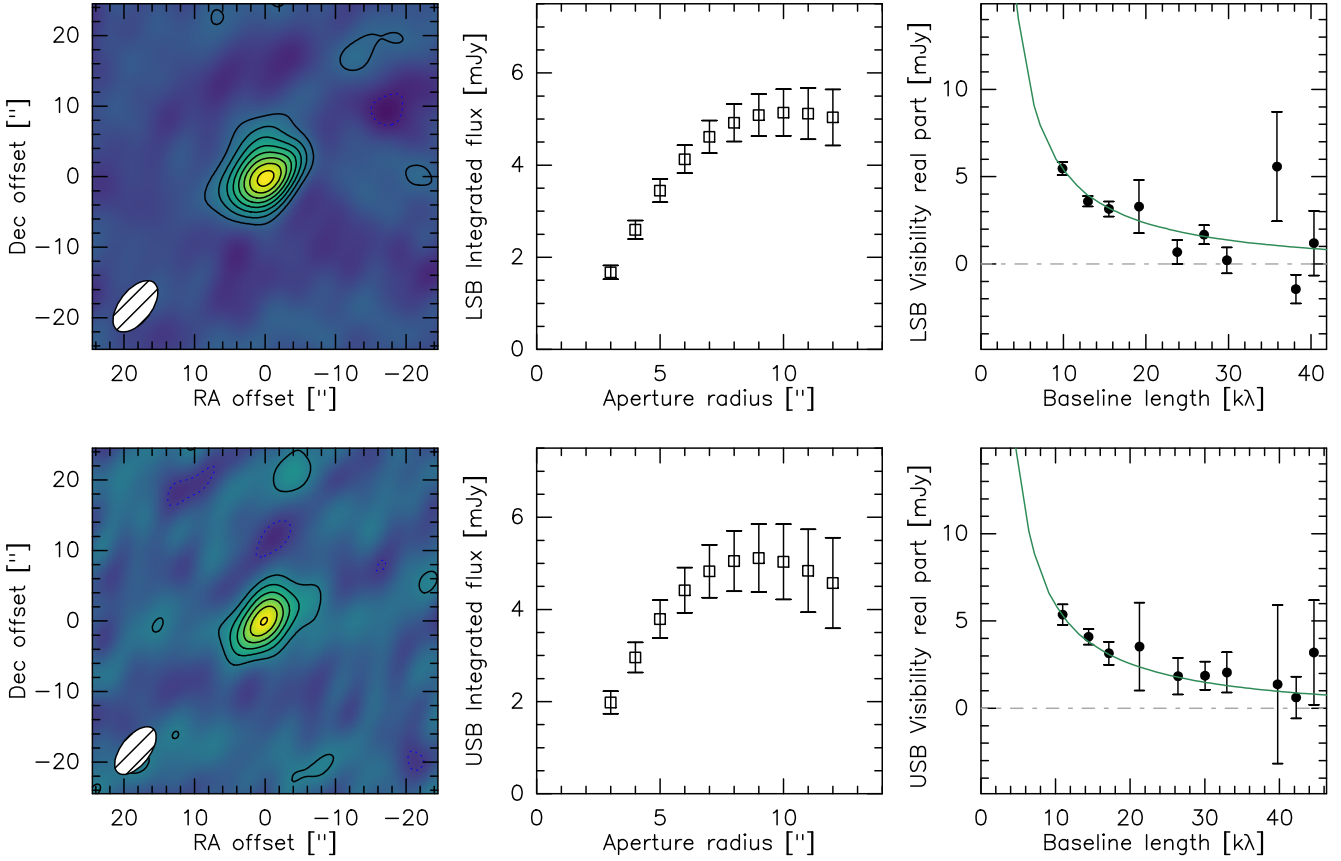 20
10
0
−10
−20
Dec offset ["]
20 10 0 −10 −20
RA offset ["]
6
4
2
0
LSB Integrated flux [mJy]
0 5 10
Aperture radius ["]
10
5
0
LSB Visibility real part [mJy]
0 10 20 30 40
Baseline length [kλ]
20
10
0
−10
−20
Dec offset ["]
20 10 0 −10 −20
RA offset ["]
6
4
2
0
USB Integrated flux [mJy]
0 5 10
Aperture radius ["]
10
5
0
USB Visibility real part [mJy]
0 10 20 30 40
Baseline length [kλ]